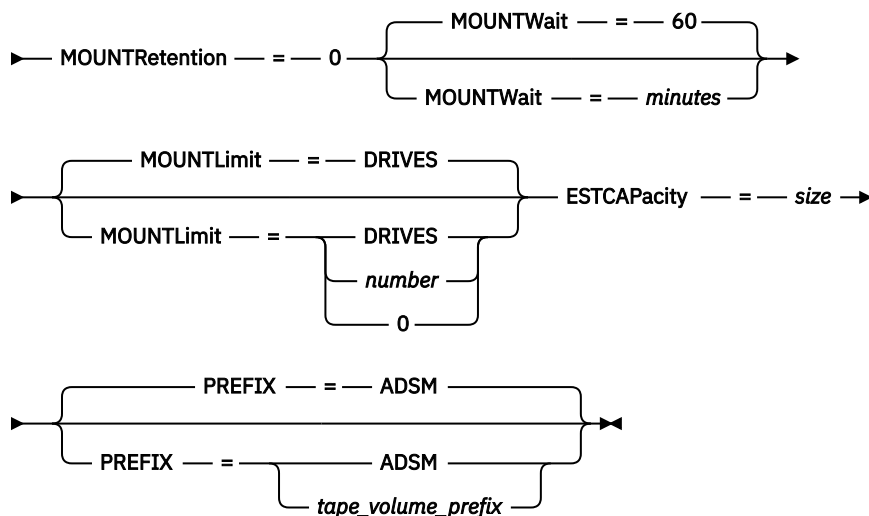 MOUNTWait = 60
MOUNTRetention = 0
MOUNTWait = minutes
MOUNTLimit = DRIVES
ESTCAPacity = size
MOUNTLimit = DRIVES
number
0
PREFIX = ADSM
PREFIX = ADSM
tape_volume_prefix